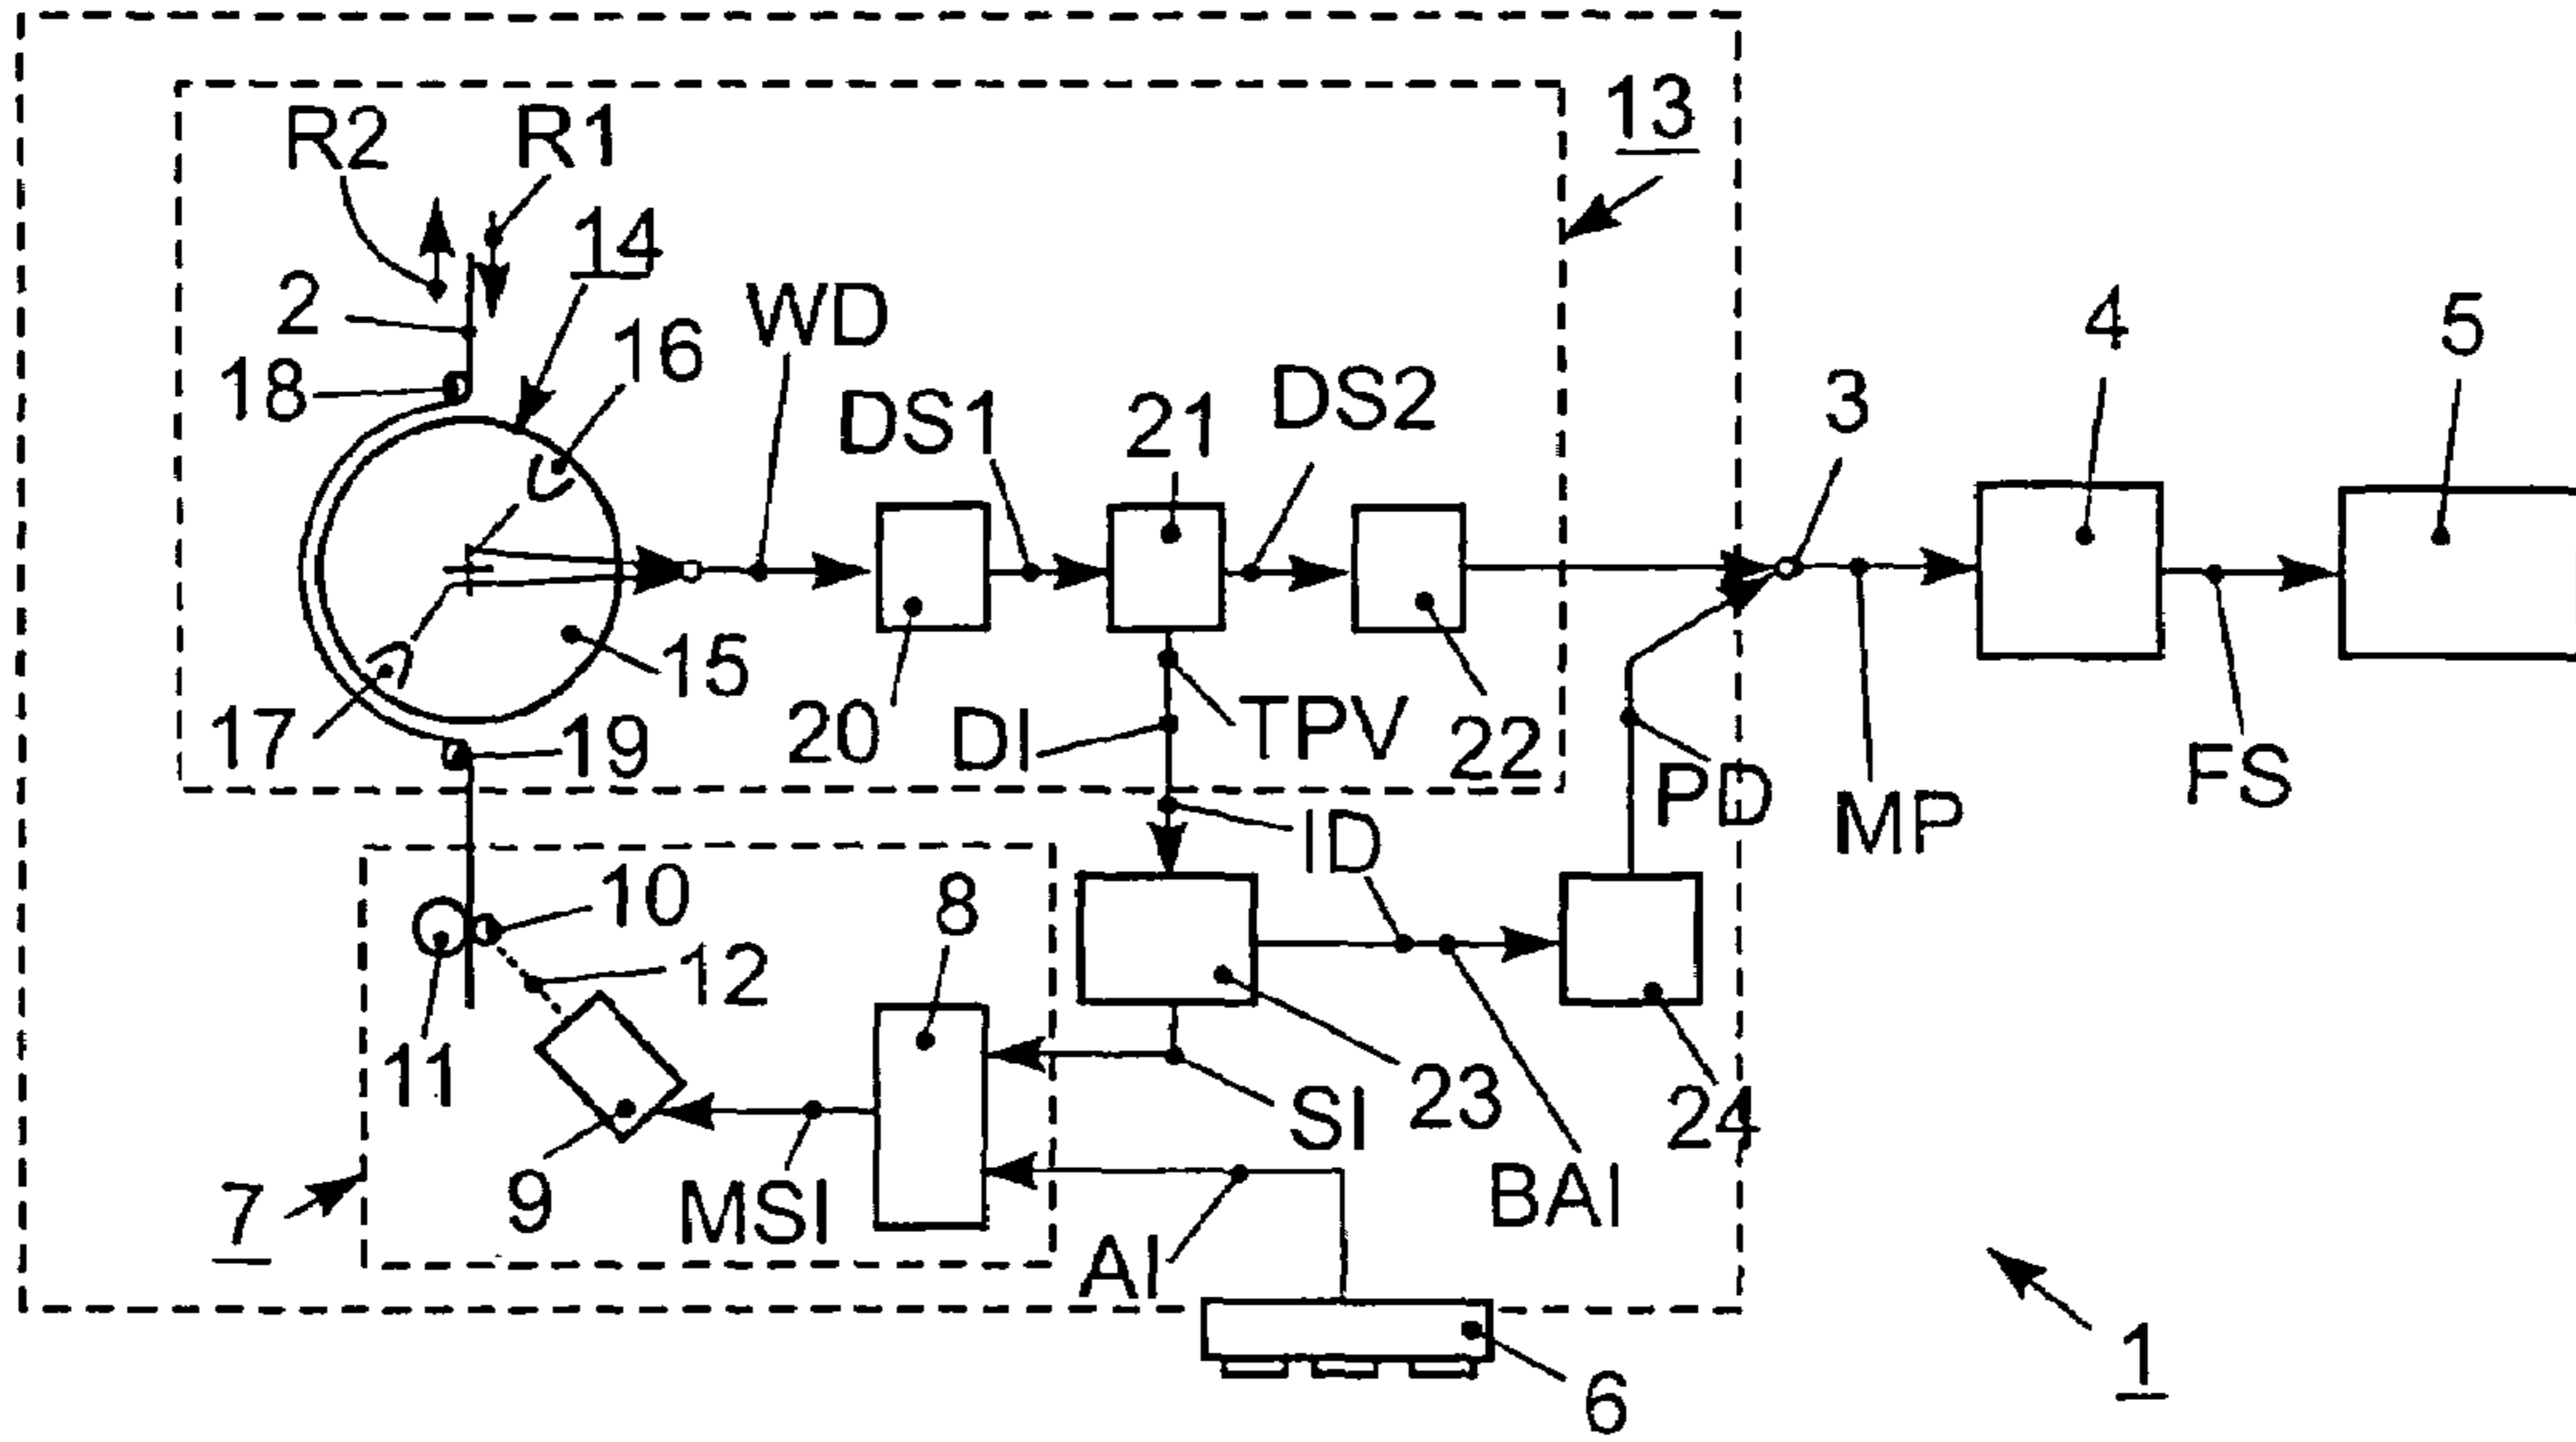 13
R2 R1
14
2 16 WD 4 5
18 DS1 21 DS2 3
15
17 19 20 DI TPV 22 PD FS
ID MP
10 8
12
11 SI 23 24
7 9 MSI BAI
AI
1
6